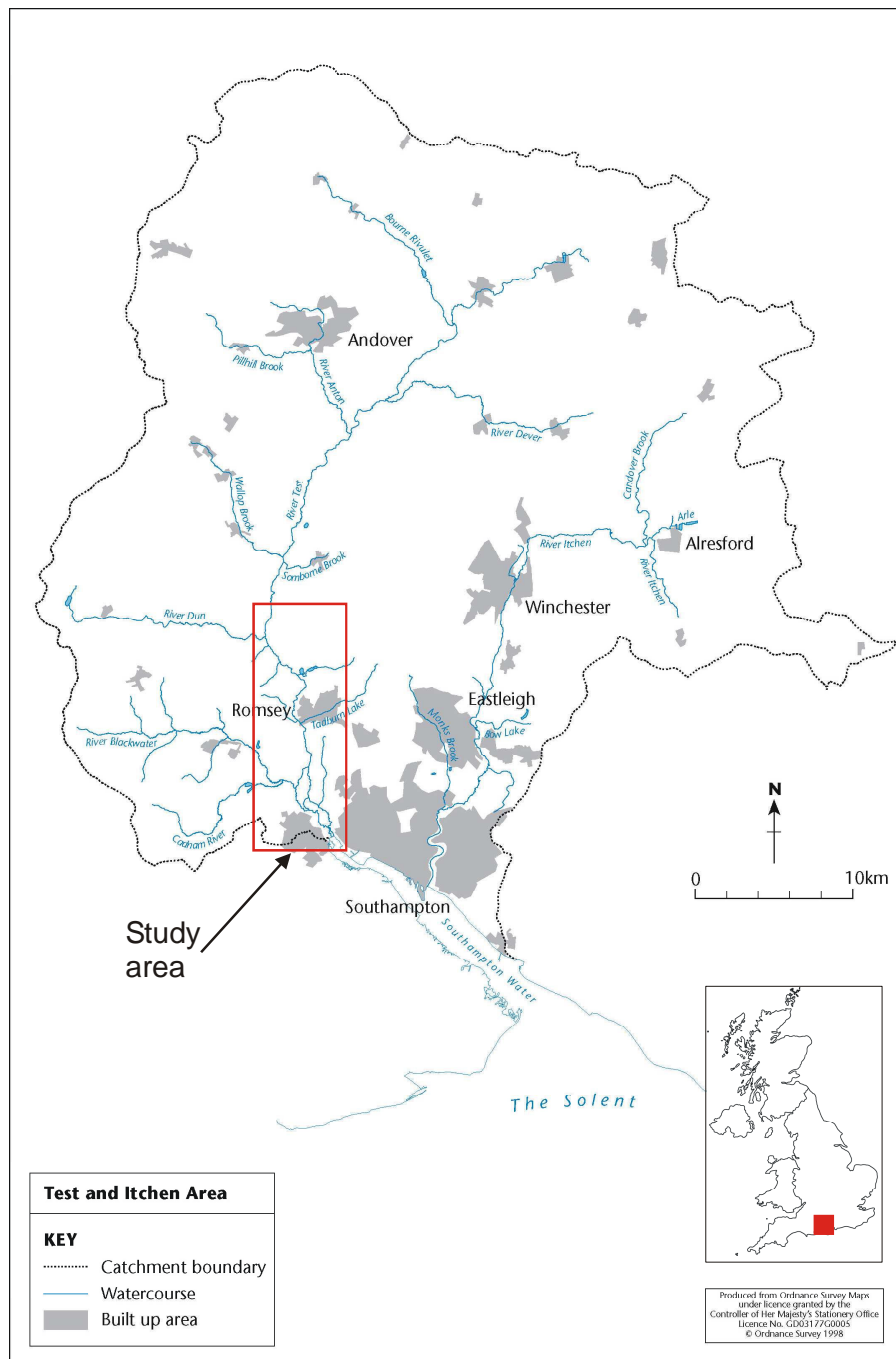 Bourne Rivulet
Andover
Pillhill Brook
River Anton
River Dever
Candover Brook
Wallop Brook
River Test
Arle
River Itchen
Alresford
Somborne Brook
River Itchen
Winchester
River Dun
Romsey
Eastleigh
Tadburn Lake
Monks Brook
Bow Lake
River Blackwater
Cadnam River
N
0 10km
Southampton
Study
area
Southampton Water
The Solent
Test and Itchen Area
KEY
Catchment boundary
Watercourse
Built up area
Produced from Ordnance Survey Maps
under licence granted by the
Controller of Her Majesty's Stationery Office
Licence No. GD03177G0005
© Ordnance Survey 1998